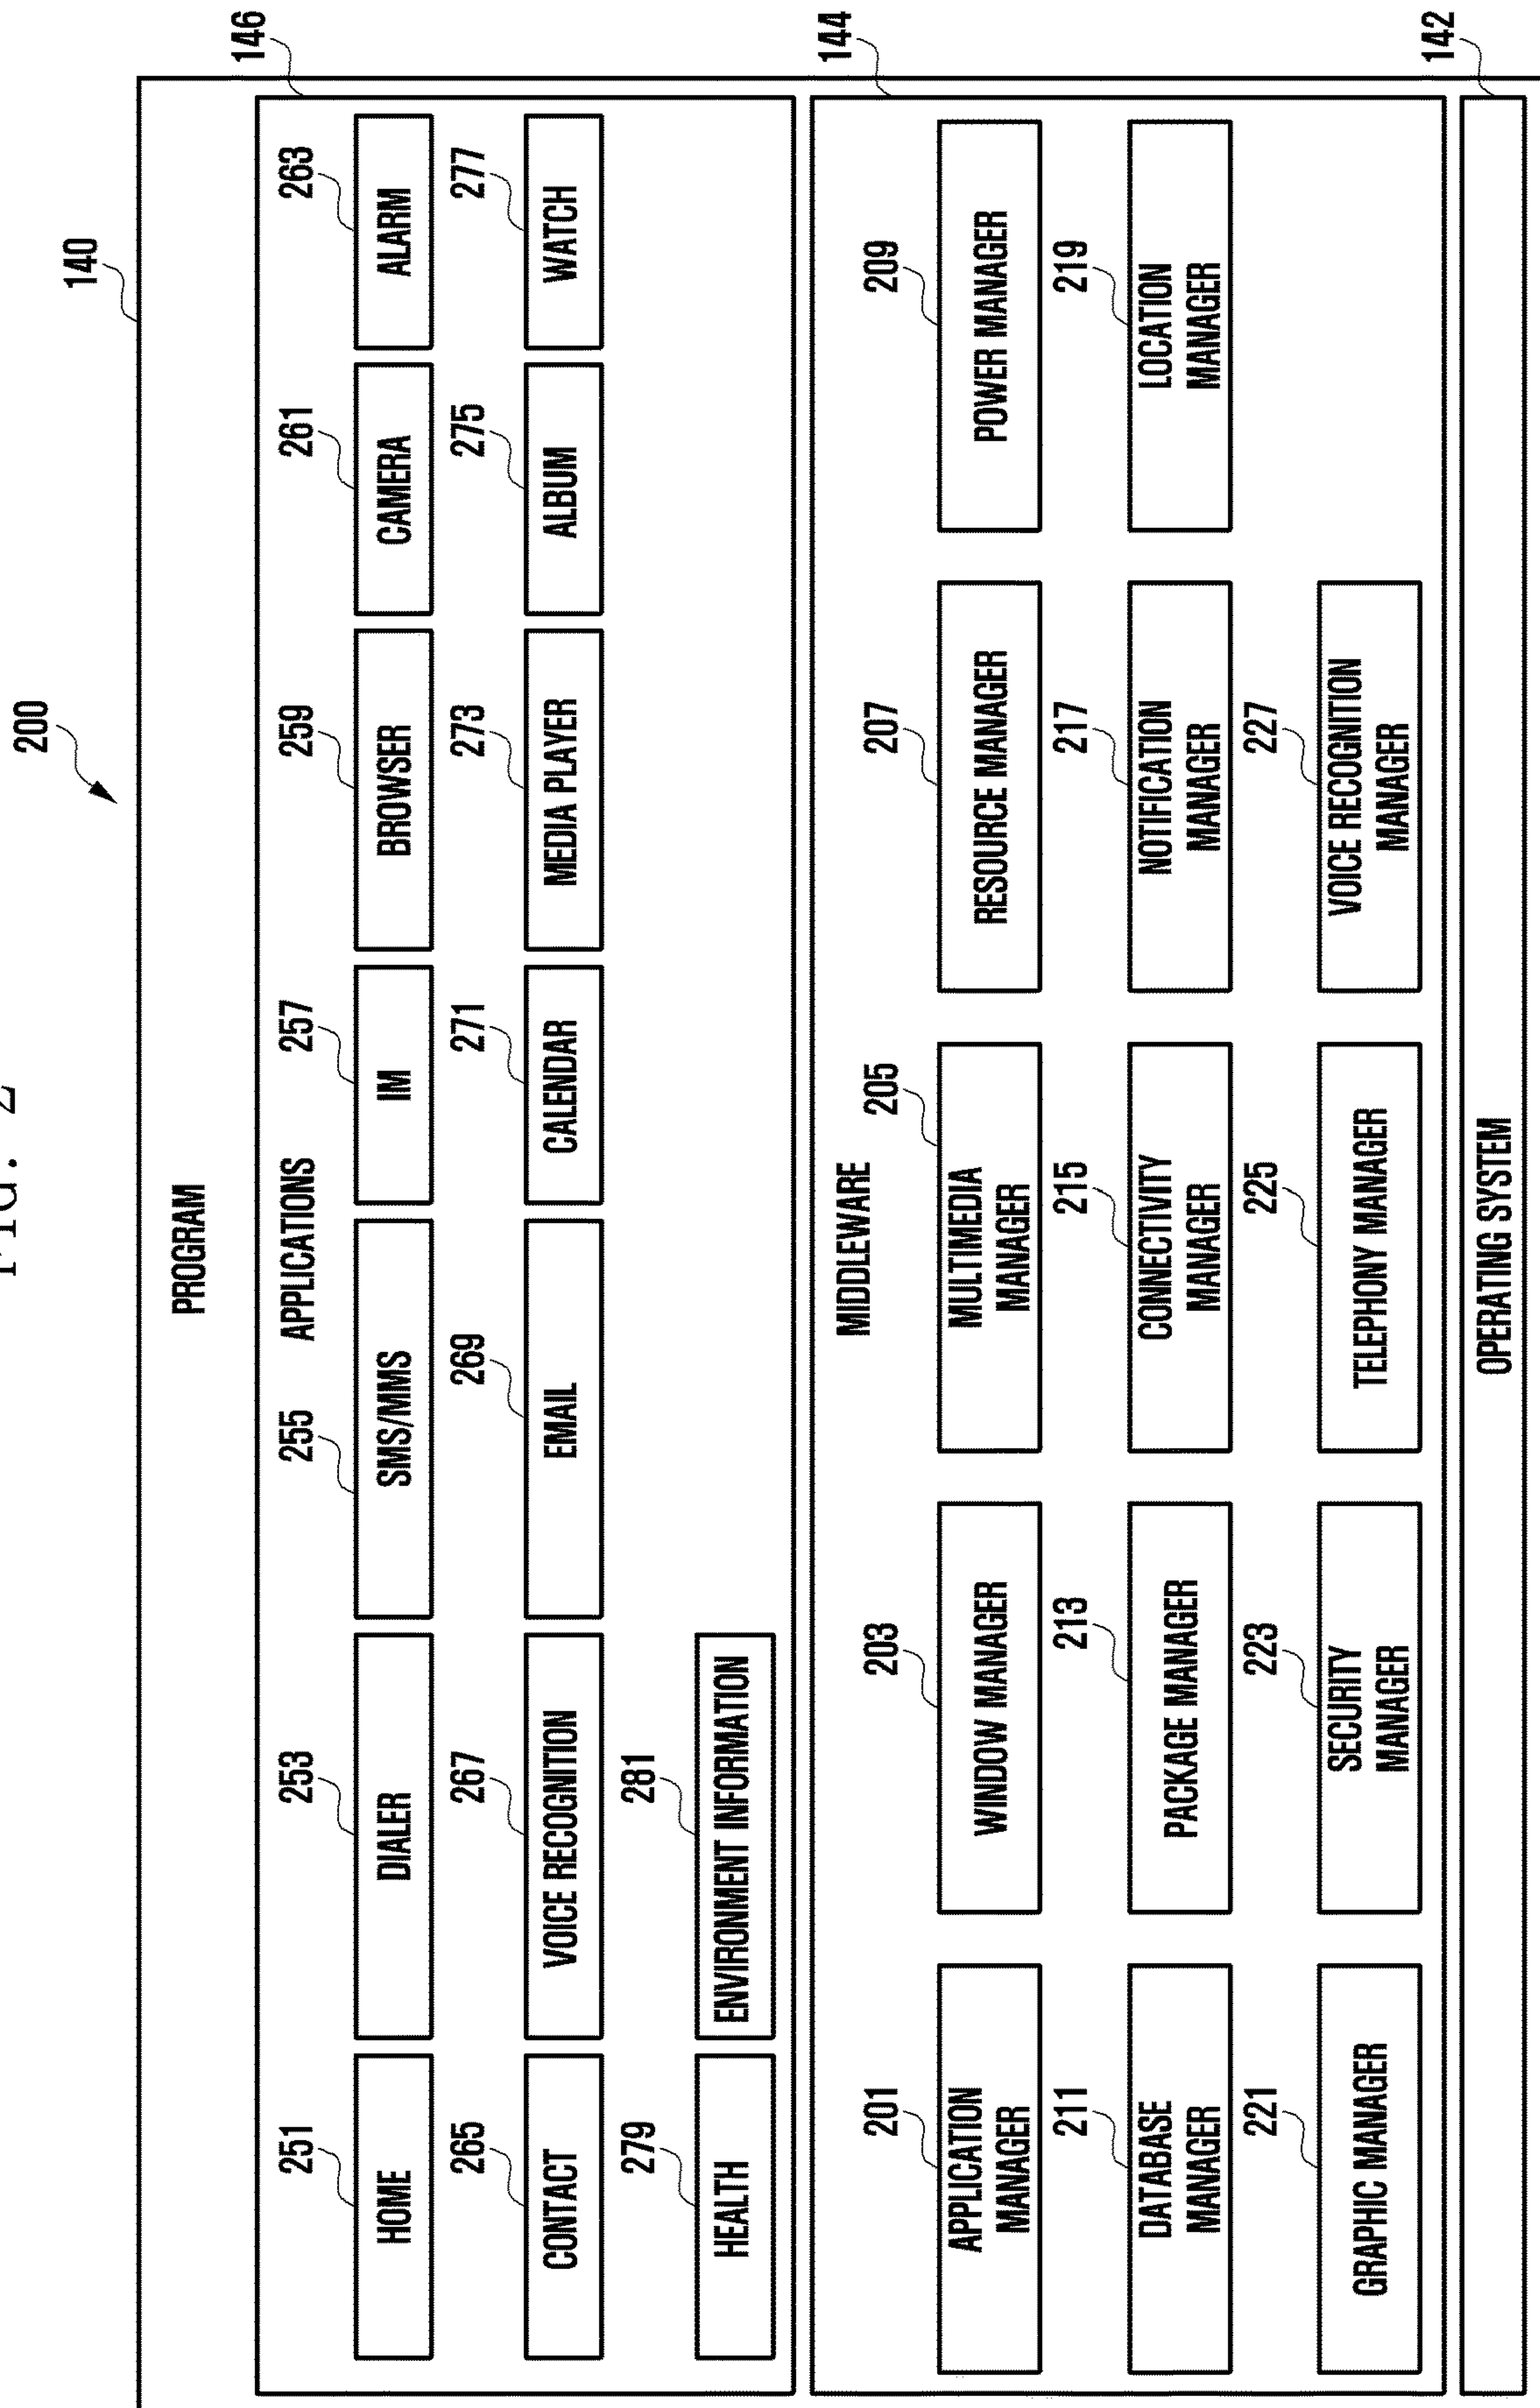 FIG. 2
200
140
PROGRAM
146
APPLICATIONS
251
253
255
257
259
261
263
HOME
DIALER
SMS/MMS
IM
BROWSER
CAMERA
ALARM
265
267
269
271
273
275
277
CONTACT
VOICE RECOGNITION
EMAIL
CALENDAR
MEDIA PLAYER
ALBUM
WATCH
279
281
HEALTH
ENVIRONMENT INFORMATION
144
MIDDLEWARE
201
203
205
207
209
APPLICATION
MANAGER
WINDOW MANAGER
MULTIMEDIA
MANAGER
RESOURCE MANAGER
POWER MANAGER
211
213
215
217
219
DATABASE
MANAGER
PACKAGE MANAGER
CONNECTIVITY
MANAGER
NOTIFICATION
MANAGER
LOCATION
MANAGER
221
223
225
227
GRAPHIC MANAGER
SECURITY
MANAGER
TELEPHONY MANAGER
VOICE RECOGNITION
MANAGER
142
OPERATING SYSTEM